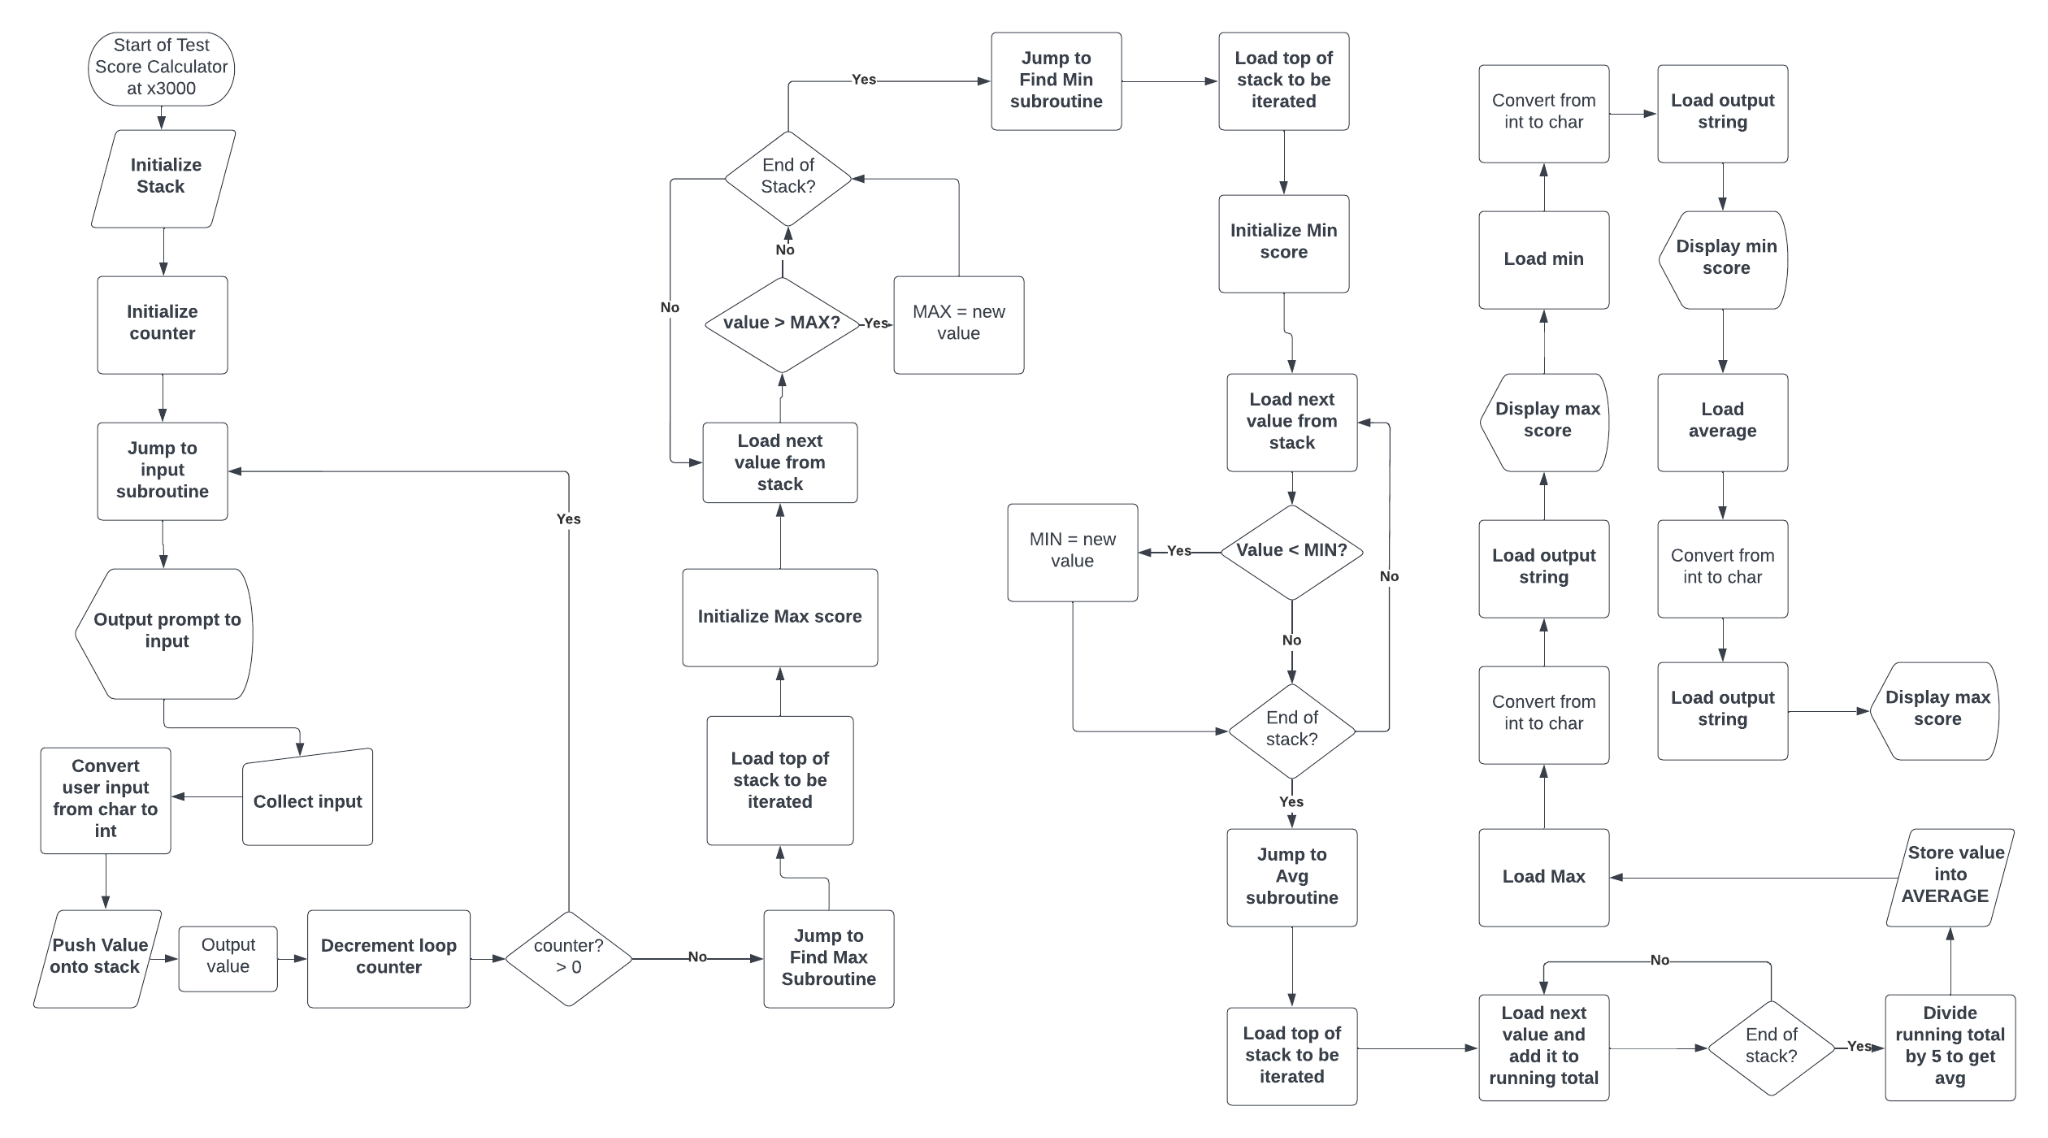 Start of Test
Score Calculator
at x3000
Initialize
Stack
Initialize
counter
Jump to
input
subroutine
Output prompt to
input
Collect input
Convert
user input
from char to
int
Push Value
onto stack
Output
value
Decrement loop
counter
counter?
> 0
Yes
No
Jump to
Find Max
Subroutine
Load top of
stack to be
iterated
Initialize Max score
Load next
value from
stack
value > MAX?
Yes
MAX = new
value
No
End of
Stack?
No
Yes
Jump to
Find Min
subroutine
Load top of
stack to be
iterated
Initialize Min
score
Load next
value from
stack
Value < MIN?
Yes
MIN = new
value
No
End of
stack?
No
Yes
Jump to
Avg
subroutine
Load top of
stack to be
iterated
Load next
value and
add it to
running total
End of
stack?
No
Yes
Divide
running total
by 5 to get
avg
Store value
into
AVERAGE
Load Max
Convert from
int to char
Load output
string
Display max
score
Load min
Convert from
int to char
Load output
string
Display min
score
Load
average
Convert from
int to char
Load output
string
Display max
score